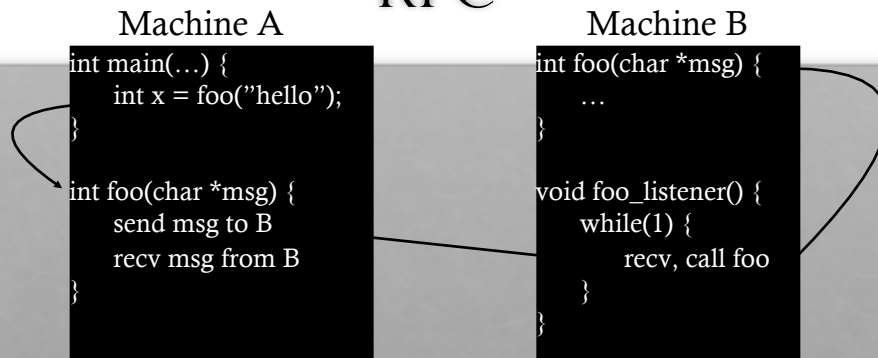 RPC
Machine A
int main(…) {
int x = foo(”hello”);
}
int foo(char *msg) {
send msg to B
recv msg from B
}
Machine B
int foo(char *msg) {
…
}
void foo_listener() {
while(1) {
recv, call foo
}
}